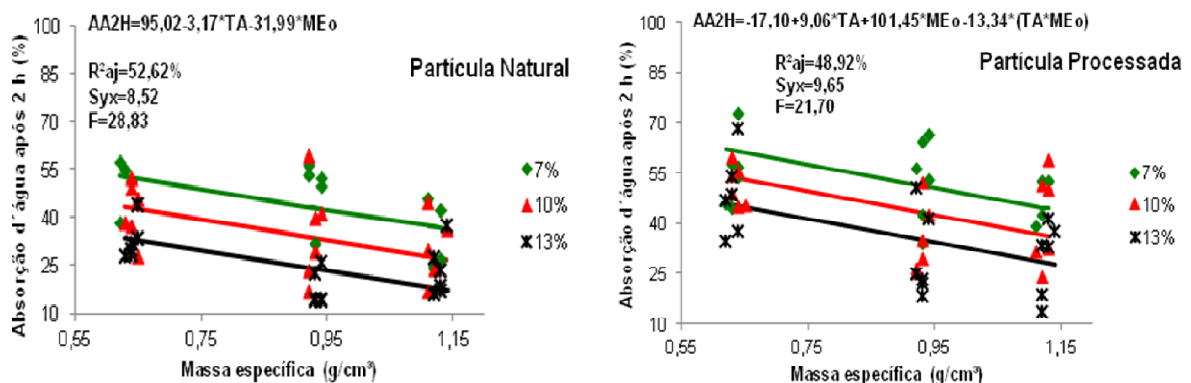 AA2H=95,02-3,17*TA-31,99*MEo
R²aj=52,62%
Syx=8,52
F=28,83
Partícula Natural
Absorção d´água após 2 h (%)
100
85
70
55
40
25
10
0,55
0,75
0,95
1,15
Massa específica (g/cm³)
7%
10%
13%
AA2H=-17,10+9,06*TA+101,45*MEo-13,34*(TA*MEo)
R²aj=48,92%
Syx=9,65
F=21,70
Partícula Processada
Absorção d´água após 2 h (%)
100
85
70
55
40
25
10
0,55
0,75
0,95
1,15
Massa específica (g/cm³)
7%
10%
13%